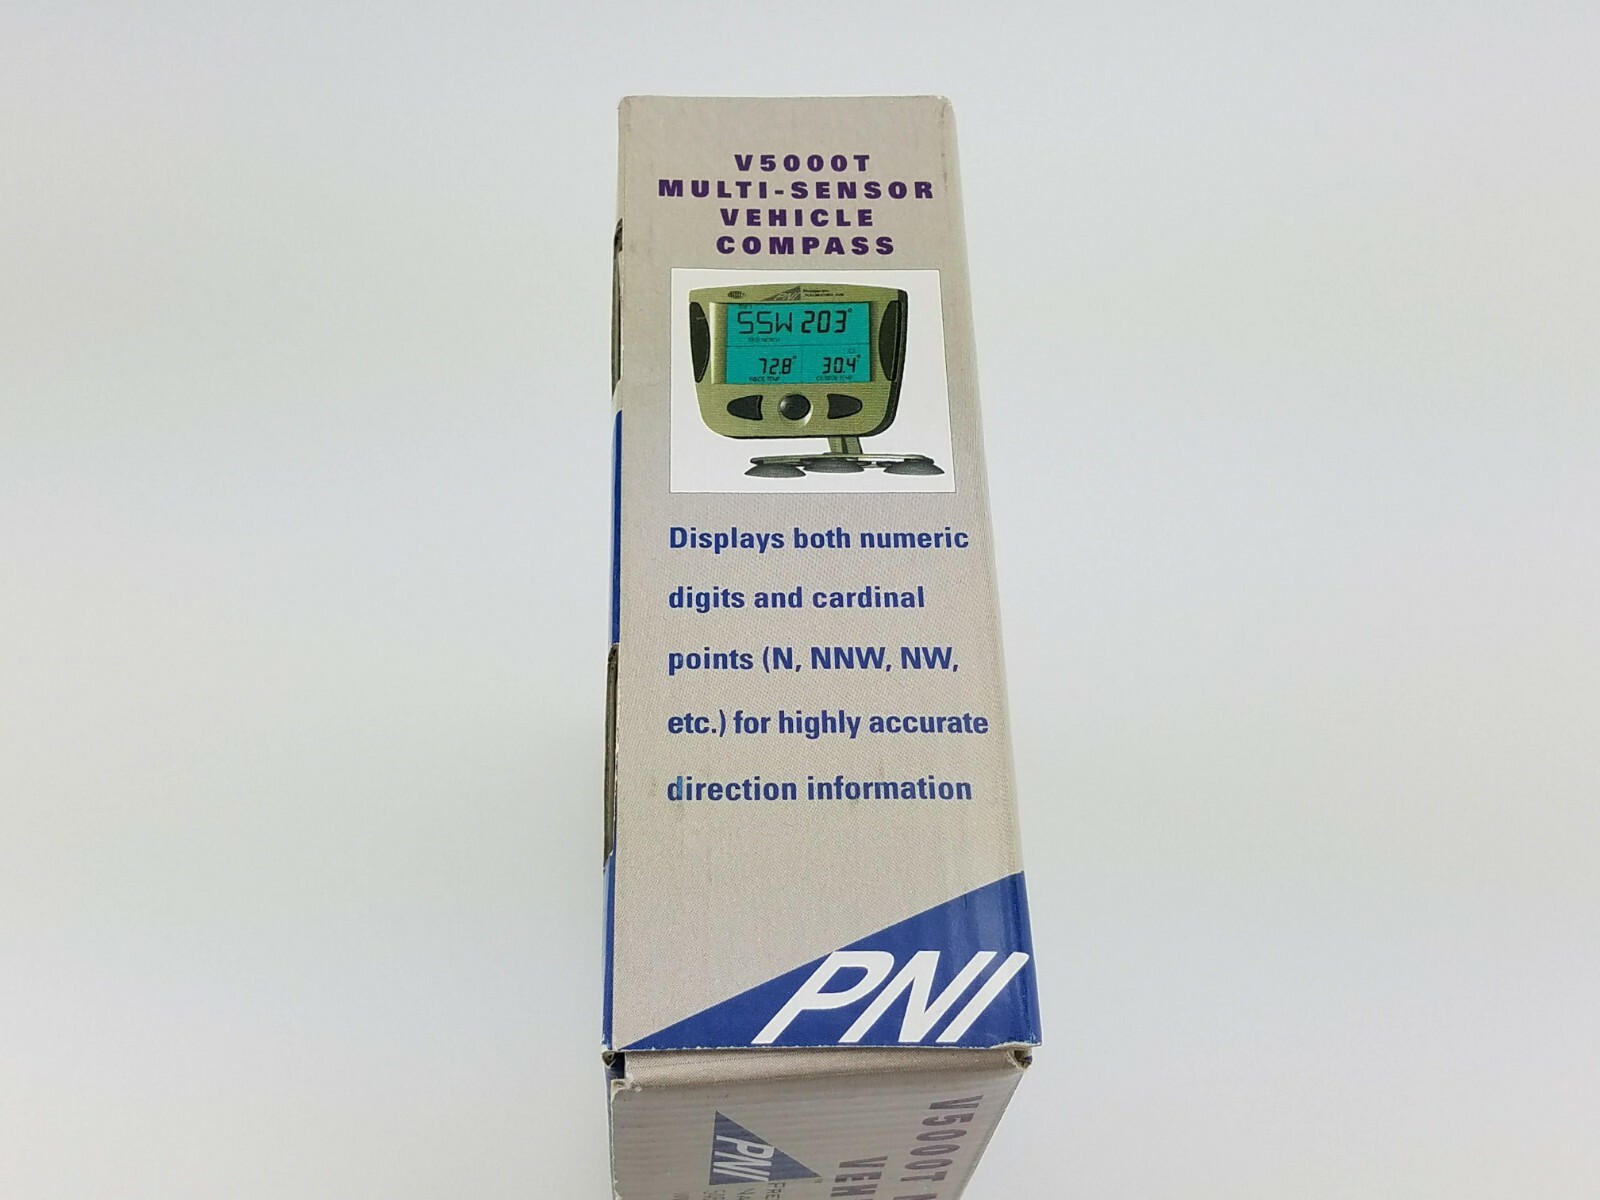 V5000T
MULTI-SENSOR
VEHICLE
COMPASS
SSW 203°
72.8° 30.4°
Displays both numeric
digits and cardinal
points (N, NNW, NW,
etc.) for highly accurate
direction information
PNI
V5000T
VEH
PNI